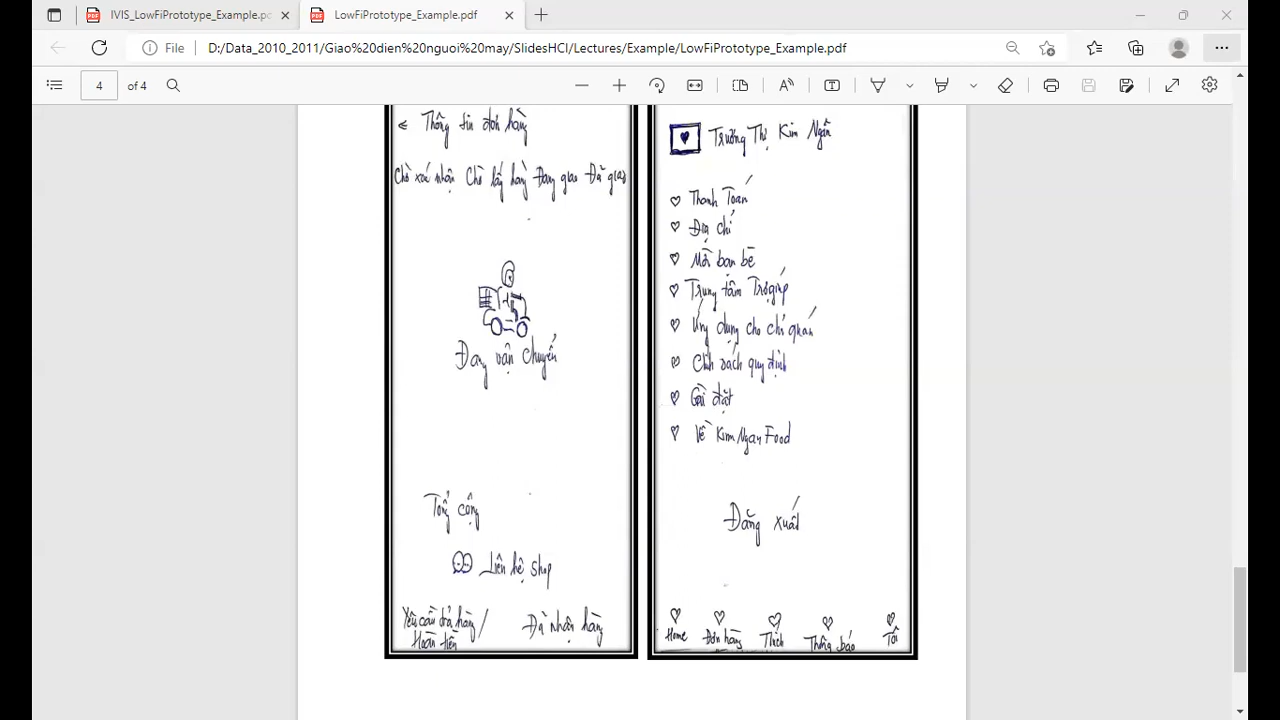 IVIS_LowFiPrototype_Example.pdf
LowFiPrototype_Example.pdf
File
D:/Data_2010_2011/Giao%20dien%20nguoi%20may/SlidesHCI/Lectures/Example/LowFiPrototype_Example.pdf
4 of 4
< Thông tin đơn hàng
Chờ xác nhận Chờ lấy hàng Đang giao Đã giao
Đang vận chuyển
Tổng cộng
Liên hệ shop
Yêu cầu trả hàng /
Hoàn tiền
Đã nhận hàng
Trương Thị Kim Ngân
Thanh Toán
Địa chỉ
Mời bạn bè
Trung tâm Trợ giúp
Ứng dụng cho chủ quán
Chính sách quy định
Cài đặt
Về Kim Ngan Food
Đăng xuất
Home Đơn hàng Thích Thông báo Tôi